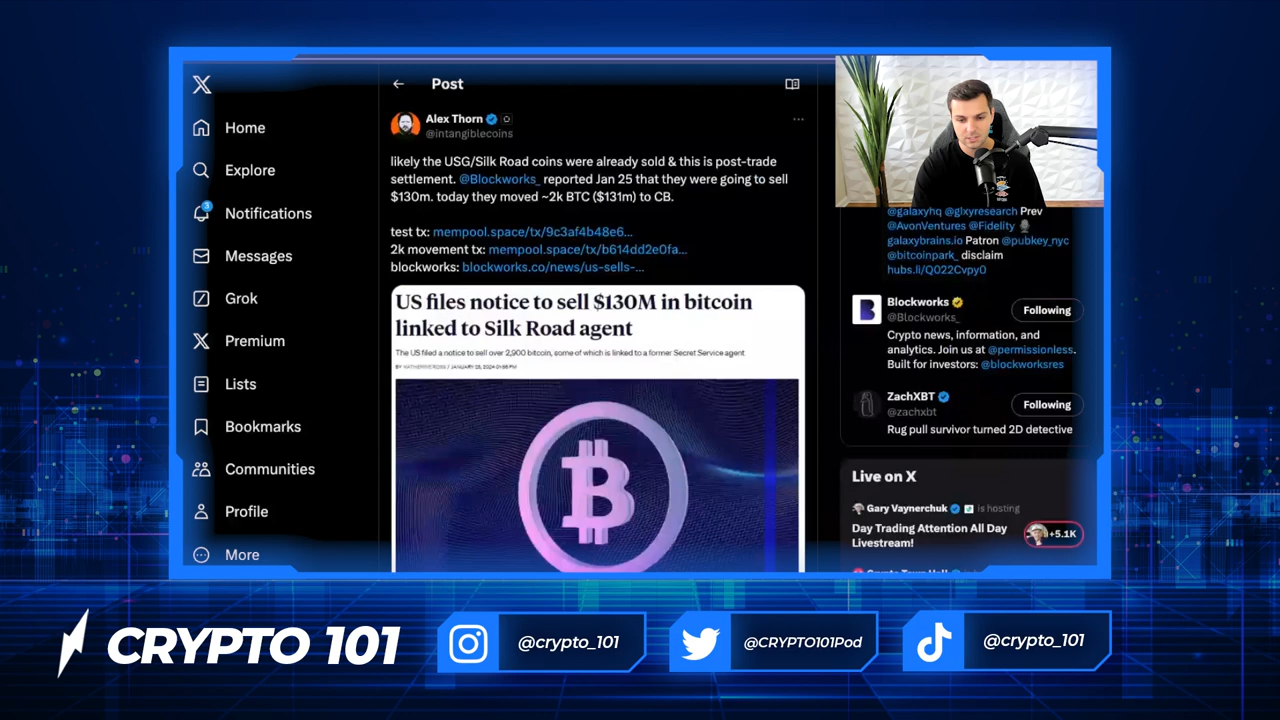 Home
Explore
3
Notifications
Messages
Grok
Premium
Lists
Bookmarks
Communities
Profile
More
Post
Alex Thorn
@intangiblecoins
likely the USG/Silk Road coins were already sold & this is post-trade
settlement. @Blockworks_ reported Jan 25 that they were going to sell
$130m. today they moved ~2k BTC ($131m) to CB.
test tx: mempool.space/tx/9c3af4b48e6...
2k movement tx: mempool.space/tx/b614dd2e0fa...
blockworks: blockworks.co/news/us-sells-...
US files notice to sell $130M in bitcoin
linked to Silk Road agent
The US filed a notice to sell over 2,900 bitcoin, some of which is linked to a former Secret Service agent
@galaxyhq @glxyresearch Prev
@AvonVentures @Fidelity
galaxybrains.io Patron @pubkey_nyc
@bitcoinpark_ disclaim
hubs.li/Q022Cvpy0
Blockworks
@Blockworks_
Following
Crypto news, information, and
analytics. Join us at @permissionless.
Built for investors: @blockworksres
ZachXBT
@zachxbt
Following
Rug pull survivor turned 2D detective
Live on X
Gary Vaynerchuk is hosting
Day Trading Attention All Day
Livestream!
+5.1K
CRYPTO 101
@crypto_101
@CRYPTO101Pod
@crypto_101